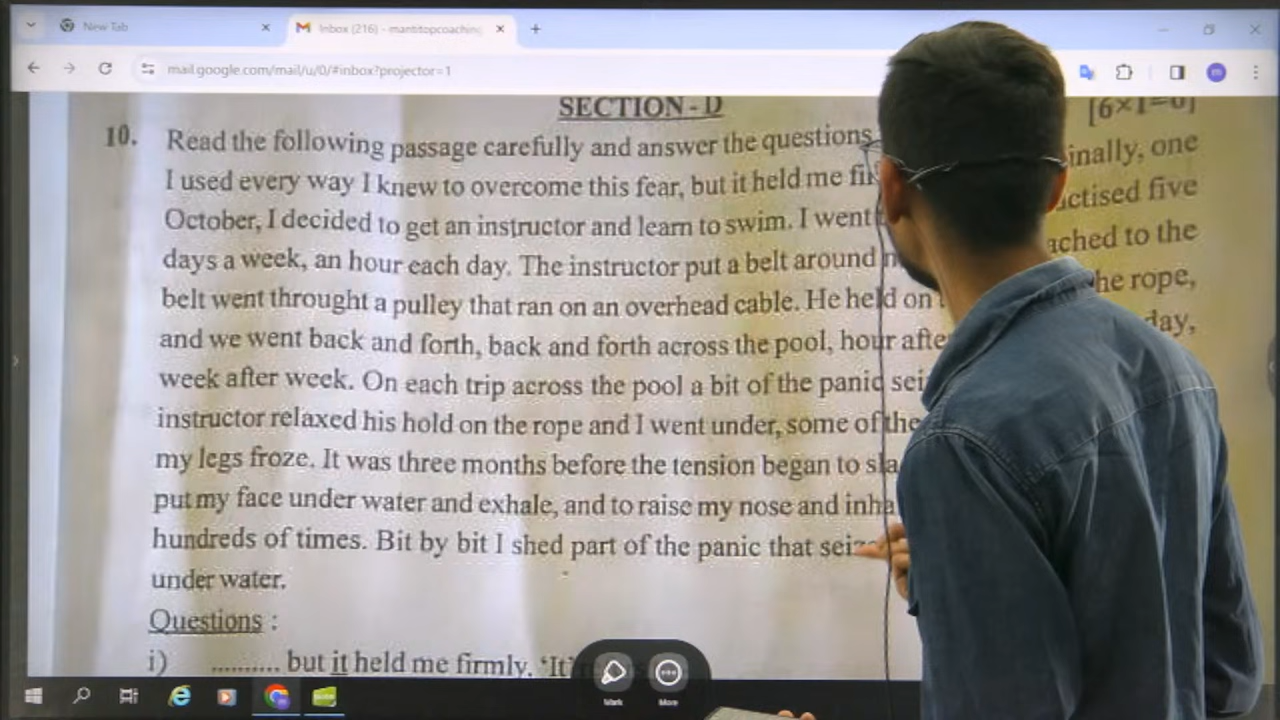 New Tab
Inbox (216) - mantitopcoaching
mail.google.com/mail/u/0/#inbox?projector=1
SECTION - D
[6×1=6]
10. Read the following passage carefully and answer the questions
I used every way I knew to overcome this fear, but it held me inally, one
October, I decided to get an instructor and learn to swim. I went actised five
days a week, an hour each day. The instructor put a belt around ached to the
belt went throught a pulley that ran on an overhead cable. He held on he rope,
and we went back and forth, back and forth across the pool, hour afte day,
week after week. On each trip across the pool a bit of the panic sei
instructor relaxed his hold on the rope and I went under, some of the
my legs froze. It was three months before the tension began to sla
put my face under water and exhale, and to raise my nose and inha
hundreds of times. Bit by bit I shed part of the panic that seiz
under water.
Questions :
i) .......... but it held me firmly. 'It'
Mark
More